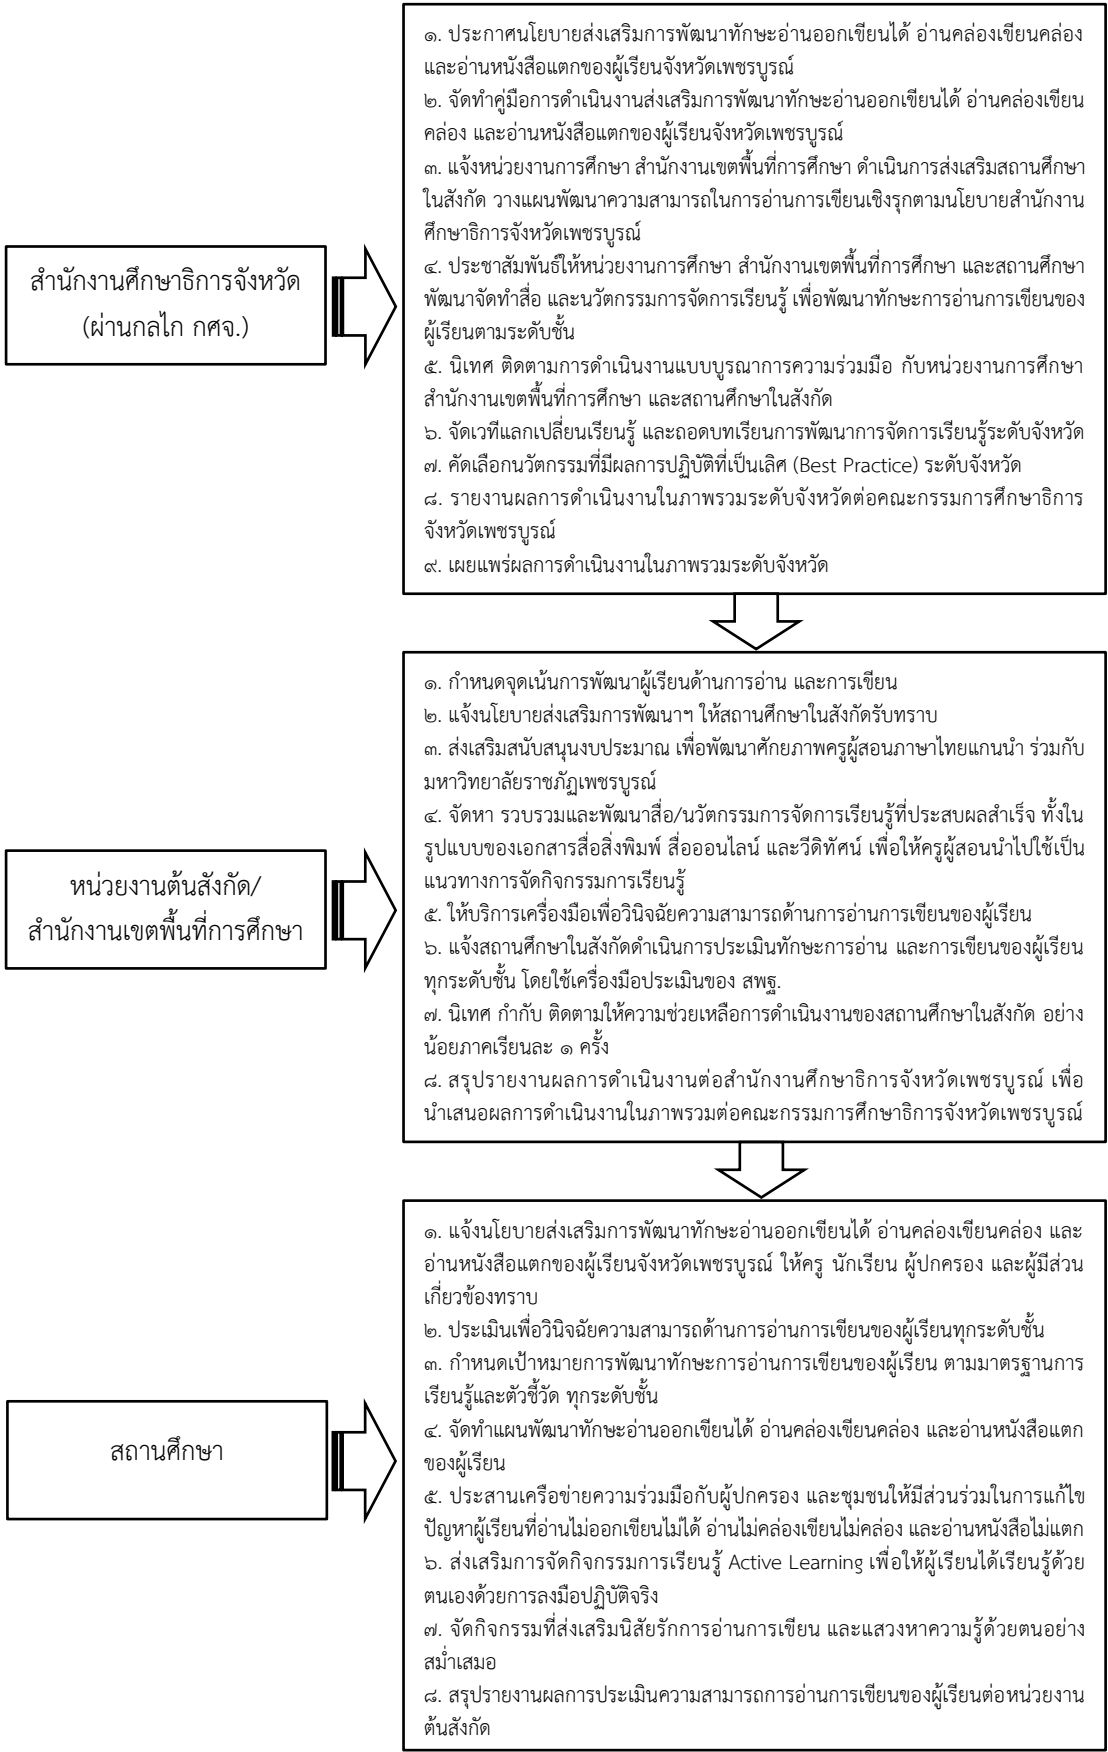 ๑. ประกาศนโยบายส่งเสริมการพัฒนาทักษะอ่านออกเขียนได้ อ่านคล่องเขียนคล่อง
และอ่านหนังสือแตกของผู้เรียนจังหวัดเพชรบูรณ์
๒. จัดทำคู่มือการดำเนินงานส่งเสริมการพัฒนาทักษะอ่านออกเขียนได้ อ่านคล่องเขียน
คล่อง และอ่านหนังสือแตกของผู้เรียนจังหวัดเพชรบูรณ์
๓. แจ้งหน่วยงานการศึกษา สำนักงานเขตพื้นที่การศึกษา ดำเนินการส่งเสริมสถานศึกษา
ในสังกัด วางแผนพัฒนาความสามารถในการอ่านการเขียนเชิงรุกตามนโยบายสำนักงาน
ศึกษาธิการจังหวัดเพชรบูรณ์
๔. ประชาสัมพันธ์ให้หน่วยงานการศึกษา สำนักงานเขตพื้นที่การศึกษา และสถานศึกษา
พัฒนาจัดทำสื่อ และนวัตกรรมการจัดการเรียนรู้ เพื่อพัฒนาทักษะการอ่านการเขียนของ
ผู้เรียนตามระดับชั้น
๕. นิเทศ ติดตามการดำเนินงานแบบบูรณาการความร่วมมือ กับหน่วยงานการศึกษา
สำนักงานเขตพื้นที่การศึกษา และสถานศึกษาในสังกัด
๖. จัดเวทีแลกเปลี่ยนเรียนรู้ และถอดบทเรียนการพัฒนาการจัดการเรียนรู้ระดับจังหวัด
๗. คัดเลือกนวัตกรรมที่มีผลการปฏิบัติที่เป็นเลิศ (Best Practice) ระดับจังหวัด
๘. รายงานผลการดำเนินงานในภาพรวมระดับจังหวัดต่อคณะกรรมการศึกษาธิการ
จังหวัดเพชรบูรณ์
๙. เผยแพร่ผลการดำเนินงานในภาพรวมระดับจังหวัด
สำนักงานศึกษาธิการจังหวัด
(ผ่านกลไก กศจ.)
๑. กำหนดจุดเน้นการพัฒนาผู้เรียนด้านการอ่าน และการเขียน
๒. แจ้งนโยบายส่งเสริมการพัฒนาฯ ให้สถานศึกษาในสังกัดรับทราบ
๓. ส่งเสริมสนับสนุนงบประมาณ เพื่อพัฒนาศักยภาพครูผู้สอนภาษาไทยแกนนำ ร่วมกับ
มหาวิทยาลัยราชภัฏเพชรบูรณ์
๔. จัดหา รวบรวมและพัฒนาสื่อ/นวัตกรรมการจัดการเรียนรู้ที่ประสบผลสำเร็จ ทั้งใน
รูปแบบของเอกสารสื่อสิ่งพิมพ์ สื่อออนไลน์ และวีดิทัศน์ เพื่อให้ครูผู้สอนนำไปใช้เป็น
แนวทางการจัดกิจกรรมการเรียนรู้
๕. ให้บริการเครื่องมือเพื่อวินิจฉัยความสามารถด้านการอ่านการเขียนของผู้เรียน
๖. แจ้งสถานศึกษาในสังกัดดำเนินการประเมินทักษะการอ่าน และการเขียนของผู้เรียน
ทุกระดับชั้น โดยใช้เครื่องมือประเมินของ สพฐ.
๗. นิเทศ กำกับ ติดตามให้ความช่วยเหลือการดำเนินงานของสถานศึกษาในสังกัด อย่าง
น้อยภาคเรียนละ ๑ ครั้ง
๘. สรุปรายงานผลการดำเนินงานต่อสำนักงานศึกษาธิการจังหวัดเพชรบูรณ์ เพื่อ
นำเสนอผลการดำเนินงานในภาพรวมต่อคณะกรรมการศึกษาธิการจังหวัดเพชรบูรณ์
หน่วยงานต้นสังกัด/
สำนักงานเขตพื้นที่การศึกษา
๑. แจ้งนโยบายส่งเสริมการพัฒนาทักษะอ่านออกเขียนได้ อ่านคล่องเขียนคล่อง และ
อ่านหนังสือแตกของผู้เรียนจังหวัดเพชรบูรณ์ ให้ครู นักเรียน ผู้ปกครอง และผู้มีส่วน
เกี่ยวข้องทราบ
๒. ประเมินเพื่อวินิจฉัยความสามารถด้านการอ่านการเขียนของผู้เรียนทุกระดับชั้น
๓. กำหนดเป้าหมายการพัฒนาทักษะการอ่านการเขียนของผู้เรียน ตามมาตรฐานการ
เรียนรู้และตัวชี้วัด ทุกระดับชั้น
๔. จัดทำแผนพัฒนาทักษะอ่านออกเขียนได้ อ่านคล่องเขียนคล่อง และอ่านหนังสือแตก
ของผู้เรียน
๕. ประสานเครือข่ายความร่วมมือกับผู้ปกครอง และชุมชนให้มีส่วนร่วมในการแก้ไข
ปัญหาผู้เรียนที่อ่านไม่ออกเขียนไม่ได้ อ่านไม่คล่องเขียนไม่คล่อง และอ่านหนังสือไม่แตก
๖. ส่งเสริมการจัดกิจกรรมการเรียนรู้ Active Learning เพื่อให้ผู้เรียนได้เรียนรู้ด้วย
ตนเองด้วยการลงมือปฏิบัติจริง
๗. จัดกิจกรรมที่ส่งเสริมนิสัยรักการอ่านการเขียน และแสวงหาความรู้ด้วยตนอย่าง
สม่ำเสมอ
๘. สรุปรายงานผลการประเมินความสามารถการอ่านการเขียนของผู้เรียนต่อหน่วยงาน
ต้นสังกัด
สถานศึกษา